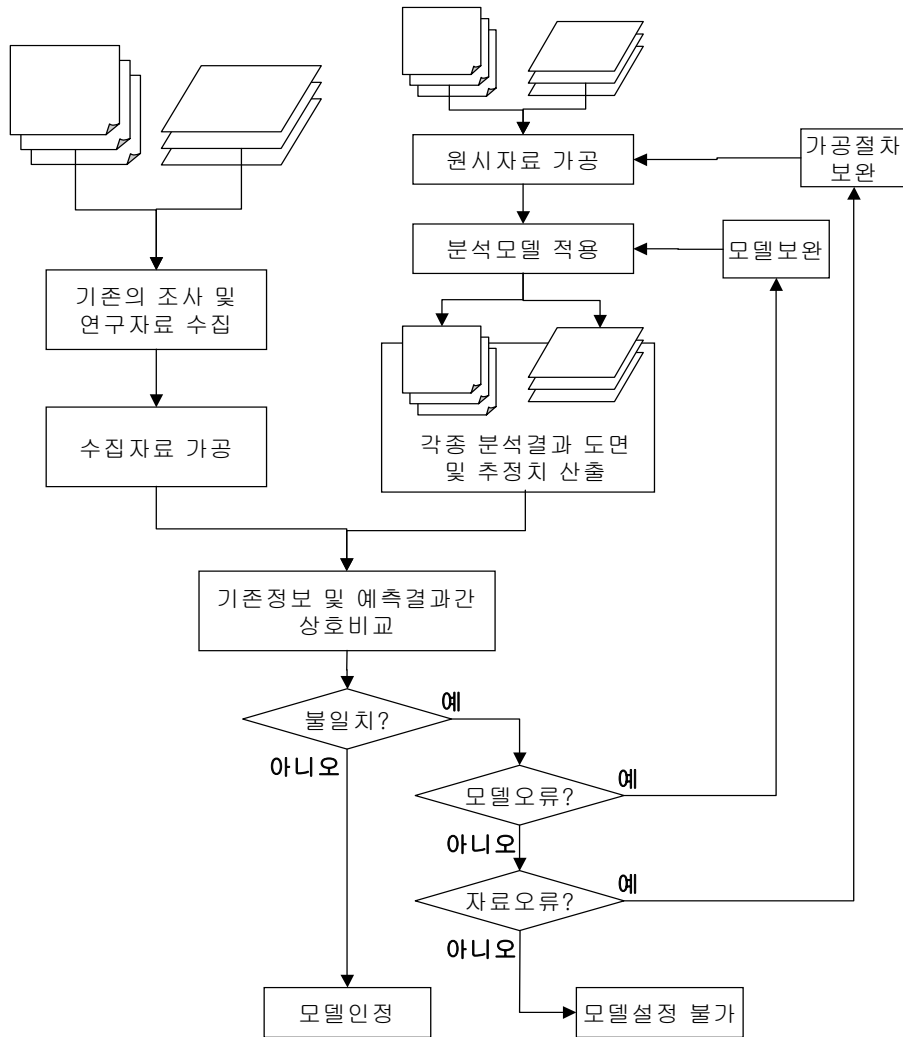 원시자료 가공
가공절차
보완
분석모델 적용
모델보완
기존의 조사 및
연구자료 수집
수집자료 가공
각종 분석결과 도면
및 추정치 산출
기존정보 및 예측결과간
상호비교
불일치?
예
아니오
모델오류?
예
아니오
자료오류?
예
아니오
모델인정
모델설정 불가